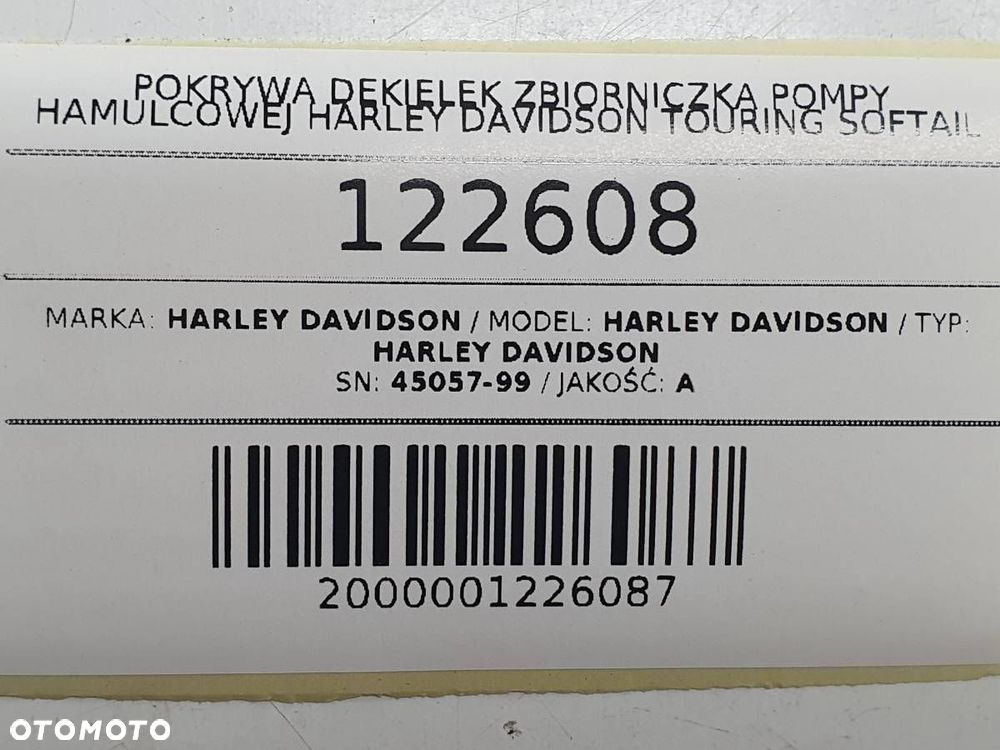 POKRYWA DEKIELEK ZBIORNICZKA POMPY
HAMULCOWEJ HARLEY DAVIDSON TOURING SOFTAIL
122608
MARKA: HARLEY DAVIDSON / MODEL: HARLEY DAVIDSON / TYP:
HARLEY DAVIDSON
SN: 45057-99 / JAKOŚĆ: A
2000001226087
OTOMOTO